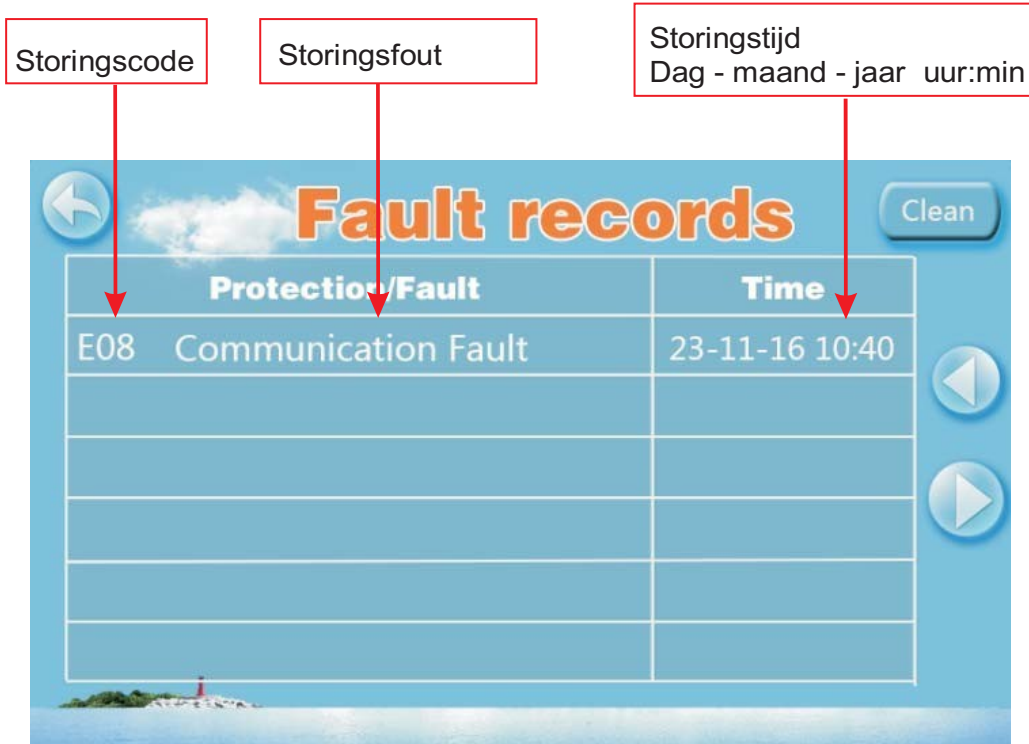 Storingscode
Storingsfout
Storingstijd
Dag - maand - jaar uur:min
Fault records
Clean
Protection/Fault
Time
E08 Communication Fault
23-11-16 10:40